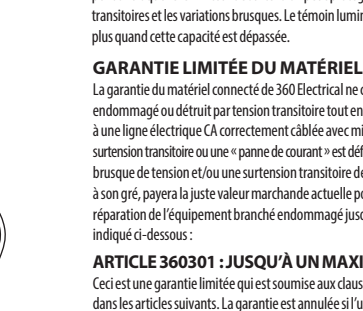 transitoires et les variations brusques. Le témoin lumin
plus quand cette capacité est dépassée.
GARANTIE LIMITÉE DU MATÉRIEL
La garantie du matériel connecté de 360 Electrical ne c
endommagé ou détruit par tension transitoire tout en
à une ligne électrique CA correctement câblée avec mi
surtension transitoire ou une « panne de courant » est déf
brusque de tension et/ou une surtension transitoire de
à son gré, payera la juste valeur marchande actuelle po
réparation de l’équipement branché endommagé jusq
indiqué ci-dessous :
ARTICLE 360301 : JUSQU’À UN MAXI
Ceci est une garantie limitée qui est soumise aux claus
dans les articles suivants. La garantie est annulée si l’u